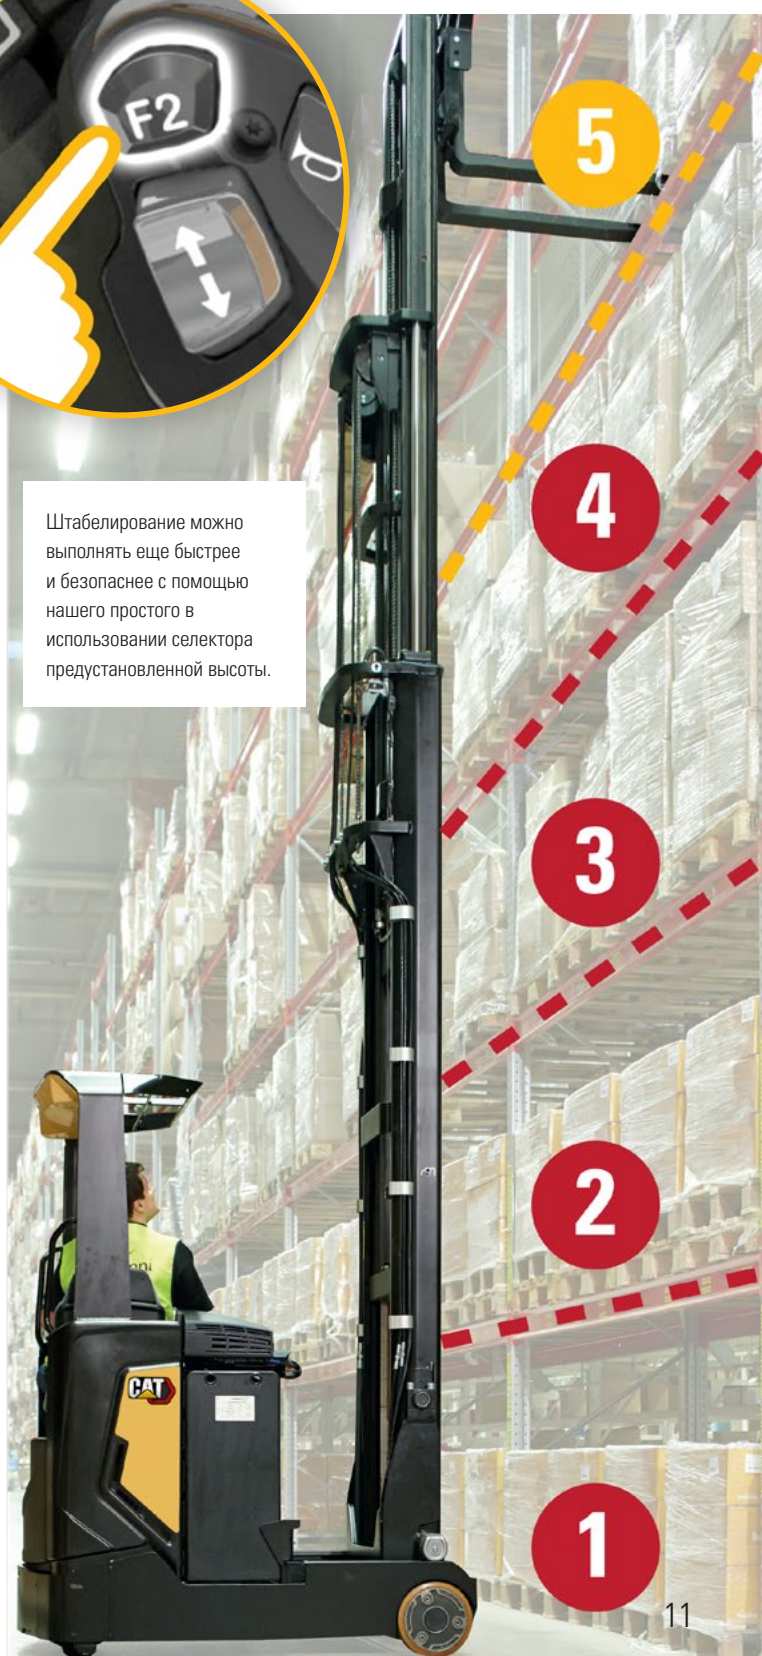 F2
5
4
Штабелирование можно
выполнять еще быстрее
и безопаснее с помощью
нашего простого в
использовании селектора
предустановленной высоты.
3
2
CAT
1
11